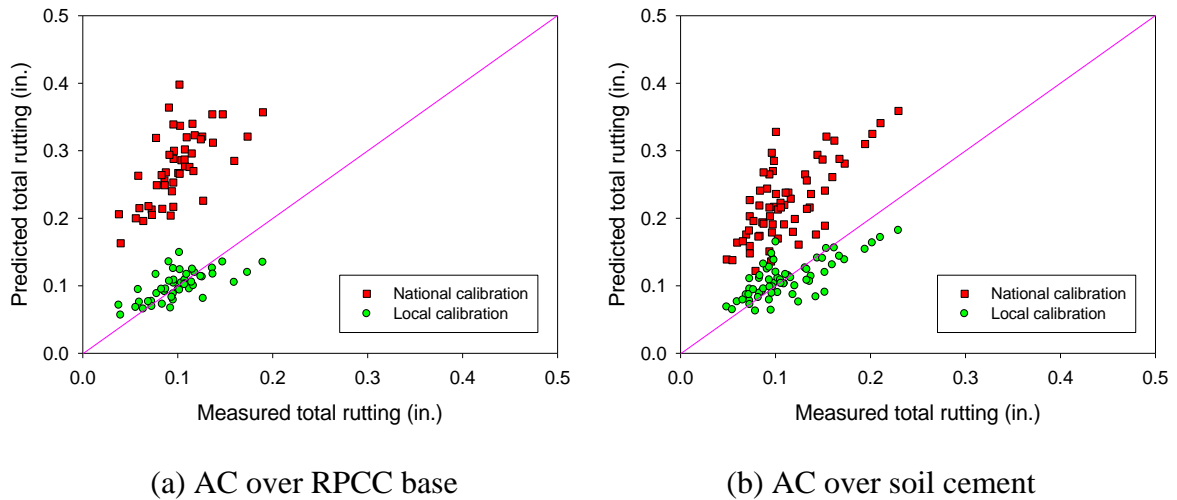 0.5
0.4
0.3
0.2
0.1
0.0
Predicted total rutting (in.)
National calibration
Local calibration
0.0 0.1 0.2 0.3 0.4 0.5
Measured total rutting (in.)
(a) AC over RPCC base
0.5
0.4
0.3
0.2
0.1
0.0
Predicted total rutting (in.)
National calibration
Local calibration
0.0 0.1 0.2 0.3 0.4 0.5
Measured total rutting (in.)
(b) AC over soil cement